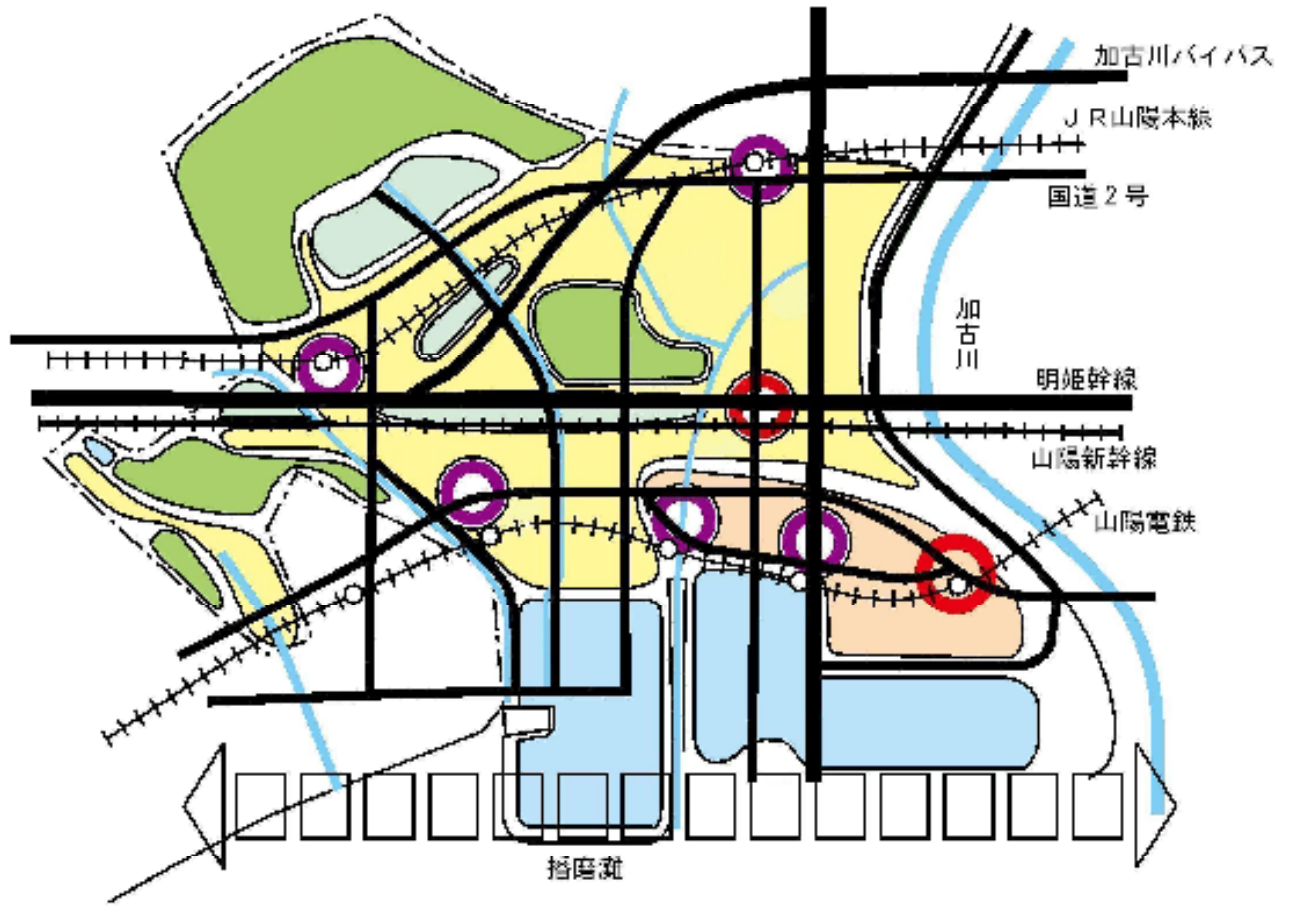 加古川バイパス
ＪＲ山陽本線
国道２号
加古川
明姫幹線
山陽新幹線
山陽電鉄
播磨灘